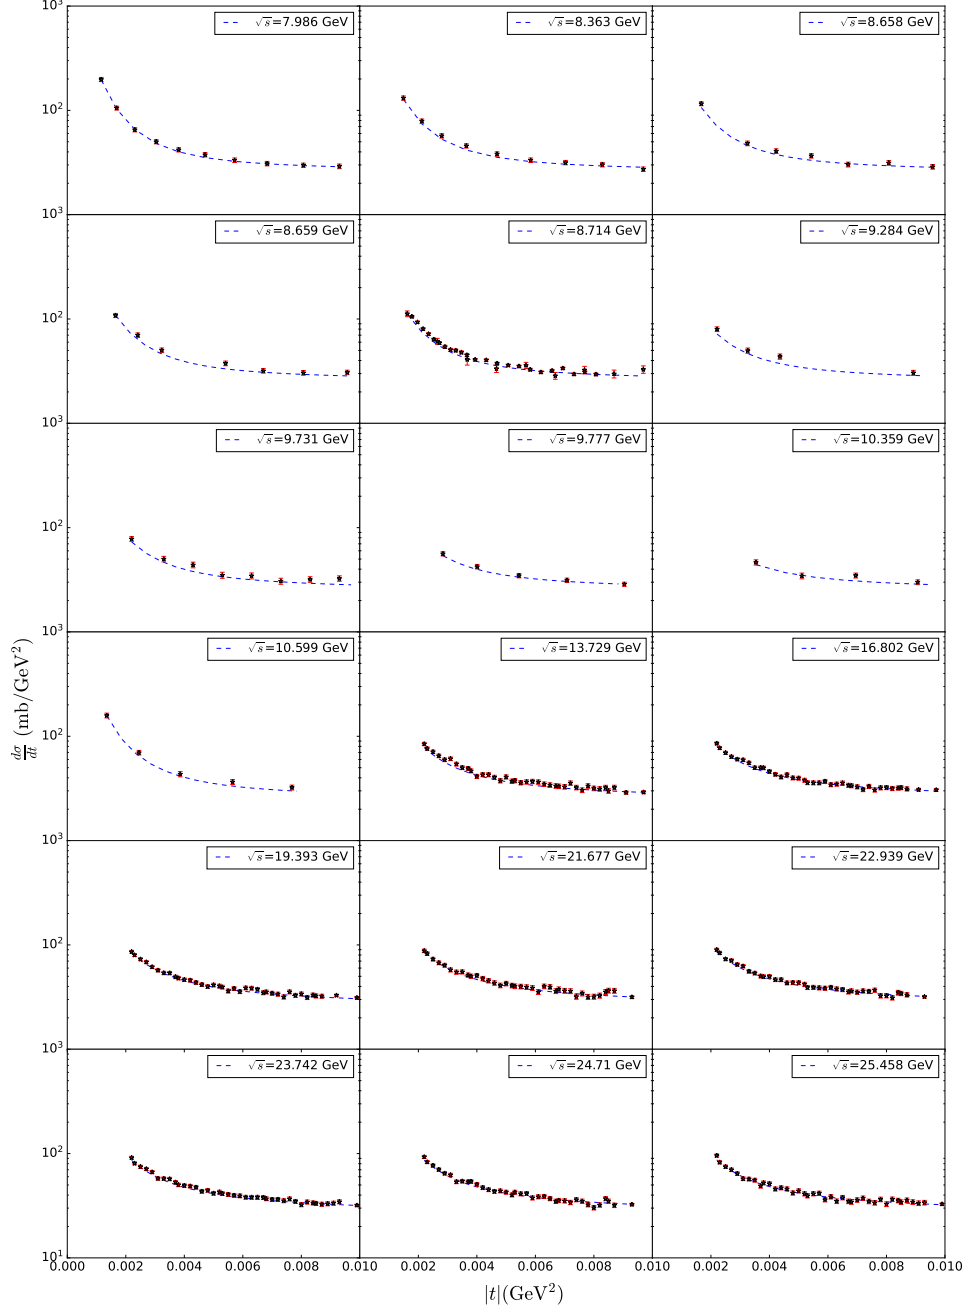 10³
√s=7.986 GeV
√s=8.363 GeV
√s=8.658 GeV
10²
10³
√s=8.659 GeV
√s=8.714 GeV
√s=9.284 GeV
10²
10³
√s=9.731 GeV
√s=9.777 GeV
√s=10.359 GeV
10²
10³
√s=10.599 GeV
√s=13.729 GeV
√s=16.802 GeV
dσ/dt (mb/GeV²)
10²
10³
√s=19.393 GeV
√s=21.677 GeV
√s=22.939 GeV
10²
10³
√s=23.742 GeV
√s=24.71 GeV
√s=25.458 GeV
10²
10¹
0.000 0.002 0.004 0.006 0.008 0.010 0.002 0.004 0.006 0.008 0.010 0.002 0.004 0.006 0.008 0.010
|t|(GeV²)